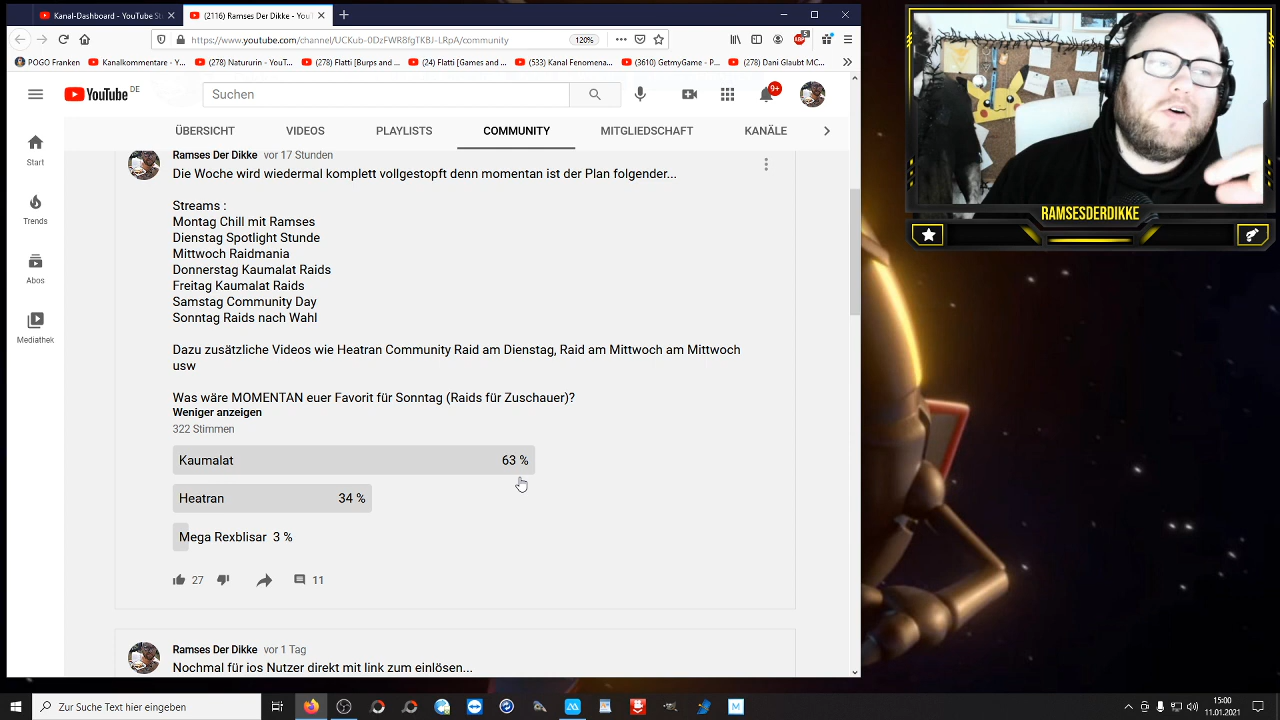 Kanal-Dashboard - YouTube St
(2116) Ramses Der Dikke - YouT
https://www.youtube.com/channel/UCKub-0DzFWR8fgTKBJ-LRpA/community
120%
5
POGO Franken
Kanalkommentare - Y...
(278) Natururin - YouT...
(278) Flatti [Burps and ...
(24) Flatti [Games and ...
(533) Kanal Fenomena...
(3610) GetmyGame - P...
(278) Dani Glaubt MC...
YouTube DE
Suchen
9+
ÜBERSICHT VIDEOS PLAYLISTS COMMUNITY MITGLIEDSCHAFT KANÄLE
Start
Trends
Abos
Mediathek
Ramses Der Dikke vor 17 Stunden
Die Woche wird wiedermal komplett vollgestopft denn momentan ist der Plan folgender...
Streams :
Montag Chill mit Ramses
Dienstag Spotlight Stunde
Mittwoch Raidmania
Donnerstag Kaumalat Raids
Freitag Kaumalat Raids
Samstag Community Day
Sonntag Raids nach Wahl
Dazu zusätzliche Videos wie Heatran Community Raid am Dienstag, Raid am Mittwoch am Mittwoch
usw
Was wäre MOMENTAN euer Favorit für Sonntag (Raids für Zuschauer)?
Weniger anzeigen
322 Stimmen
Kaumalat 63 %
Heatran 34 %
Mega Rexblisar 3 %
27 11
Ramses Der Dikke vor 1 Tag
Nochmal für ios Nutzer direkt mit link zum einlösen...
RAMSESDERDIKKE
Zur Suche Text hier eingeben
15:00
11.01.2021